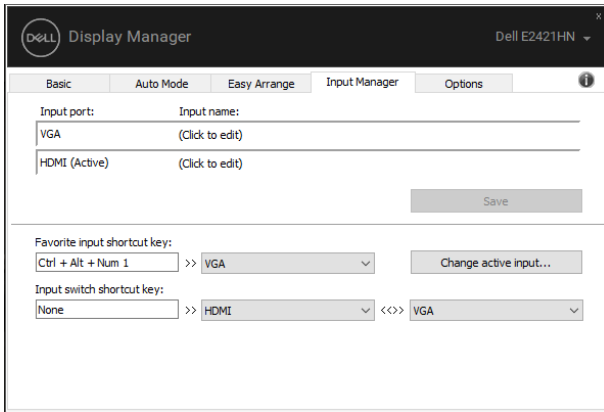 x
DELL Display Manager Dell E2421HN
Basic Auto Mode Easy Arrange Input Manager Options i
Input port: Input name:
VGA (Click to edit)
HDMI (Active) (Click to edit)
Save
Favorite input shortcut key:
Ctrl + Alt + Num 1 >> VGA Change active input...
Input switch shortcut key:
None >> HDMI <<>> VGA